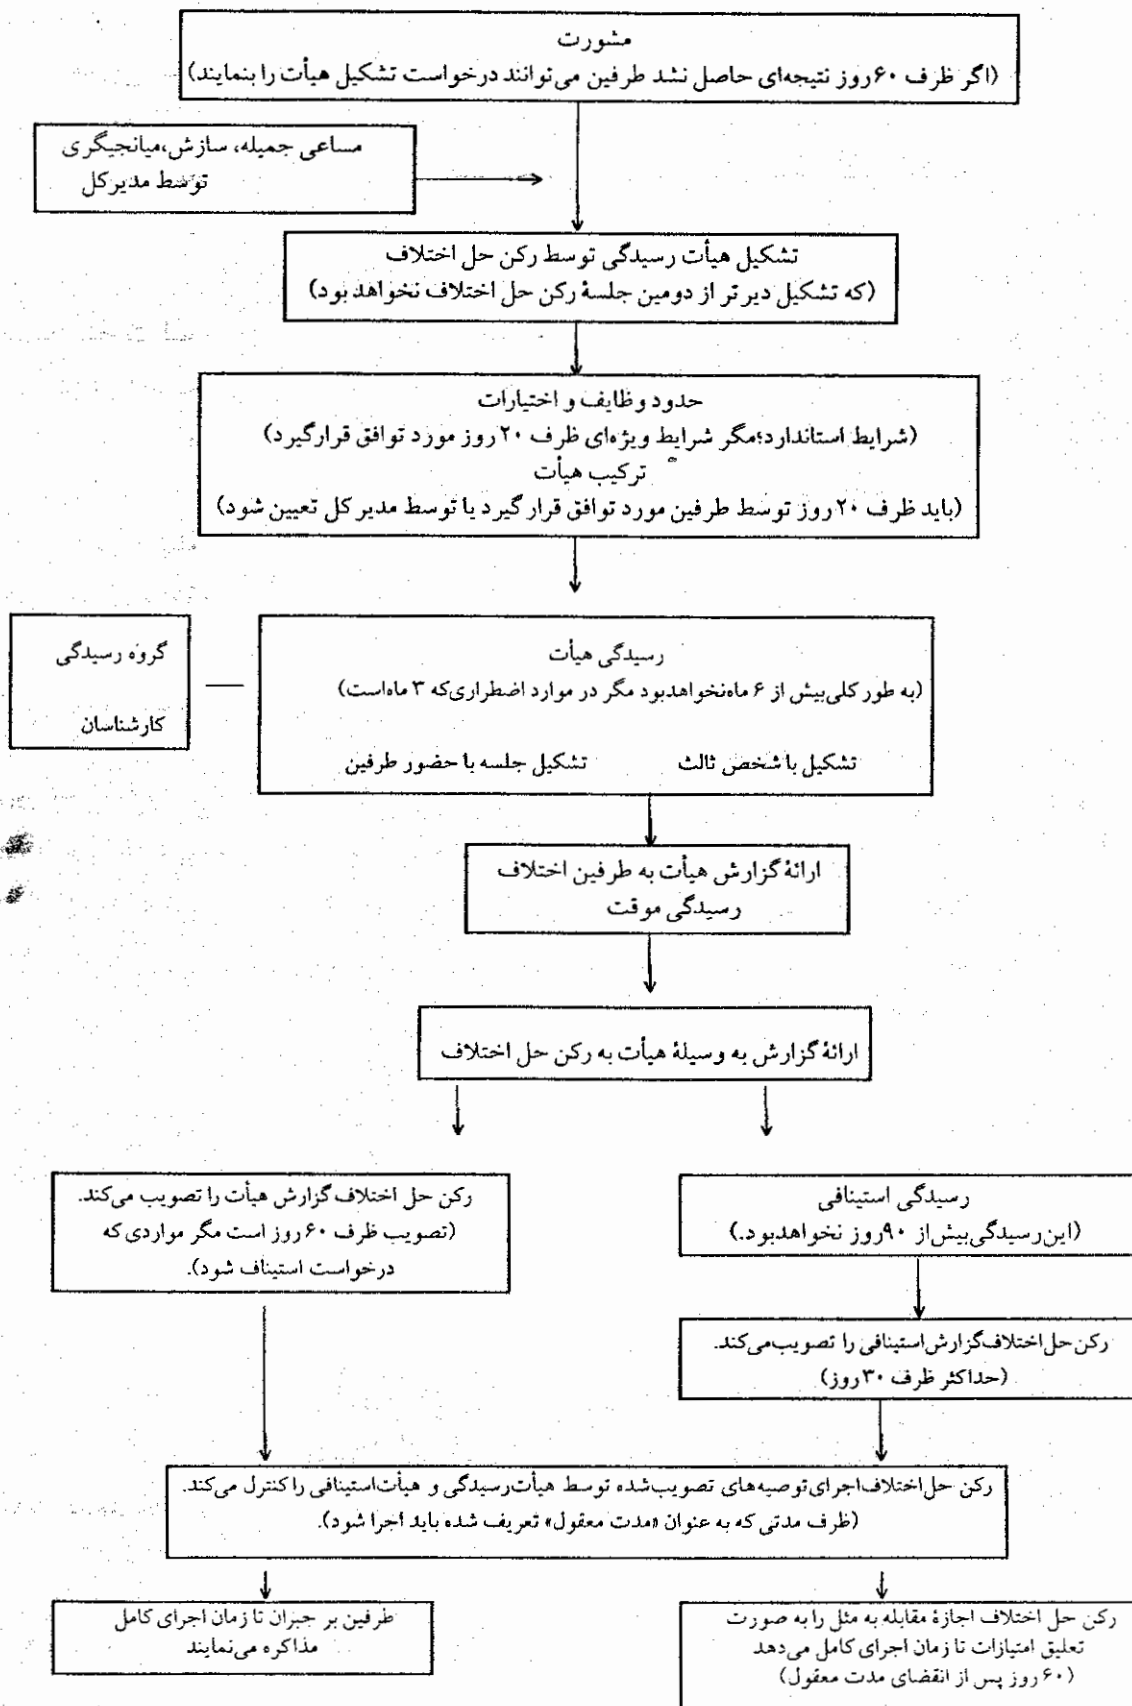 مشورت
(اگر ظرف ۶۰ روز نتیجه‌ای حاصل نشد طرفین می‌توانند درخواست تشکیل هیأت را بنمایند)
مساعی جمیله، سازش،میانجیگری
توسط مدیرکل
تشکیل هیأت رسیدگی توسط رکن حل اختلاف
(که تشکیل دیرتر از دومین جلسهٔ رکن حل اختلاف نخواهد بود)
حدود وظایف و اختیارات
(شرایط استاندارد؛مگر شرایط ویژه‌ای ظرف ۲۰ روز مورد توافق قرارگیرد)
ترکیب هیأت
(باید ظرف ۲۰ روز توسط طرفین مورد توافق قرار گیرد یا توسط مدیر کل تعیین شود)
رسیدگی هیأت
(به طور کلی بیش از ۶ ماه نخواهد بود مگر در موارد اضطراری که ۳ ماه است)
تشکیل با شخص ثالث تشکیل جلسه با حضور طرفین
گروه رسیدگی
کارشناسان
ارائهٔ گزارش هیأت به طرفین اختلاف
رسیدگی موقت
ارائهٔ گزارش به وسیلهٔ هیأت به رکن حل اختلاف
رسیدگی استینافی
(این رسیدگی بیش از ۹۰ روز نخواهد بود.)
رکن حل اختلاف گزارش هیأت را تصویب می‌کند.
(تصویب ظرف ۶۰ روز است مگر مواردی که
درخواست استیناف شود).
رکن حل اختلاف گزارش استینافی را تصویب می‌کند.
(حداکثر ظرف ۳۰ روز)
رکن حل اختلاف اجرای توصیه‌های تصویب شده توسط هیأت رسیدگی و هیأت استینافی را کنترل می‌کند.
(ظرف مدتی که به عنوان «مدت معقول» تعریف شده باید اجرا شود).
رکن حل اختلاف اجازهٔ مقابله به مثل را به صورت
تعلیق امتیازات تا زمان اجرای کامل می‌دهد
(۶۰ روز پس از انقضای مدت معقول)
طرفین بر جبران تا زمان اجرای کامل
مذاکره می‌نمایند